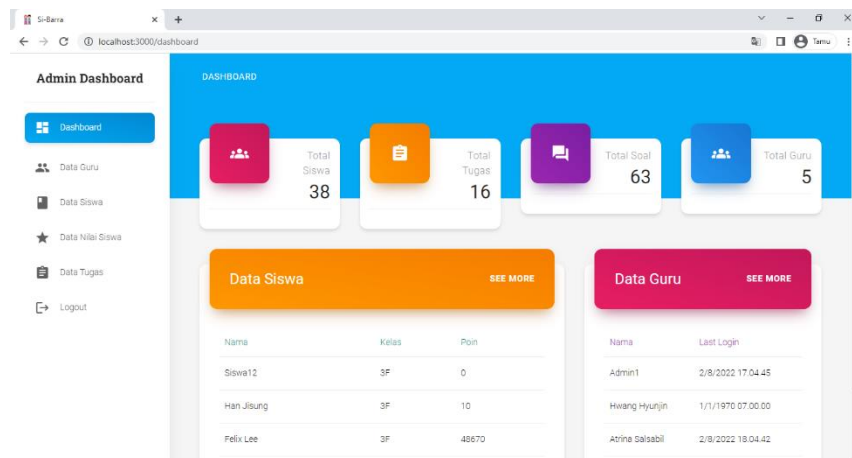 Si-Barra
localhost:3000/dashboard
Tamu
Admin Dashboard
DASHBOARD
Dashboard
Data Guru
Data Siswa
Data Nilai Siswa
Data Tugas
Logout
Total
Siswa
38
Total
Tugas
16
Total Soal
63
Total Guru
5
Data Siswa SEE MORE
Nama Kelas Poin
Siswa12 3F 0
Han Jisung 3F 10
Felix Lee 3F 48670
Data Guru SEE MORE
Nama Last Login
Admin1 2/8/2022 17.04.45
Hwang Hyunjin 1/1/1970 07.00.00
Atrina Salsabil 2/8/2022 18.04.42